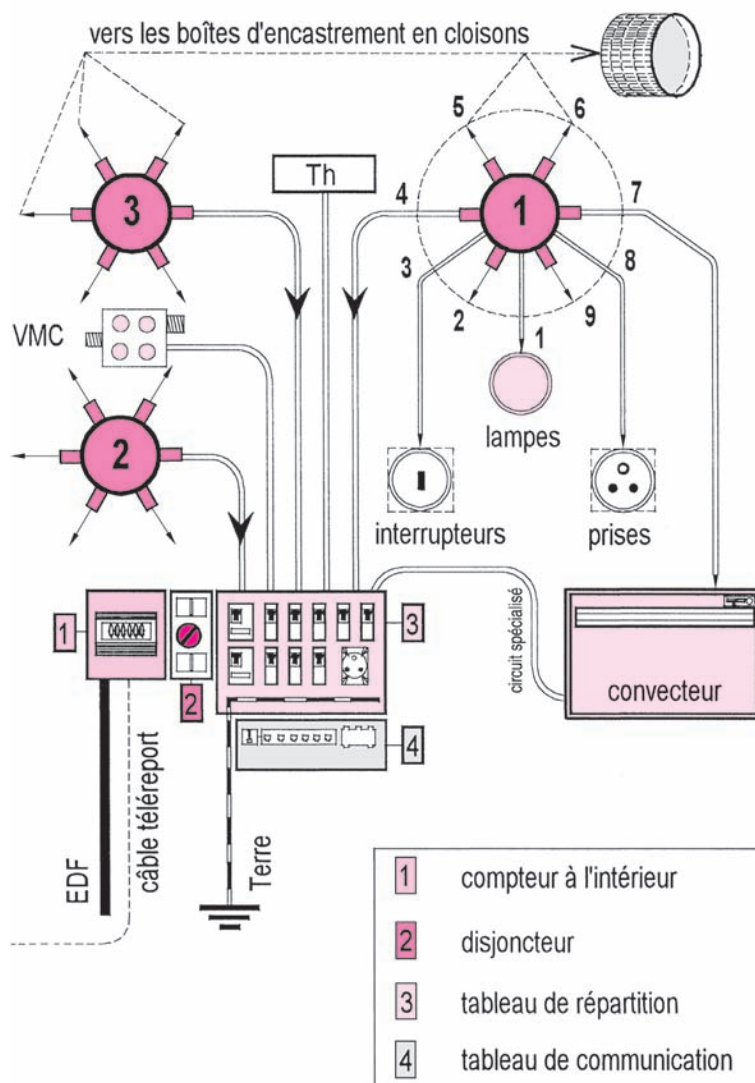 vers les boîtes d'encastrement en cloisons
5
6
Th
3
4
1
7
3
8
2
1
9
VMC
lampes
2
interrupteurs
prises
1
3
circuit spécialisé
convecteur
2
4
EDF
câble téléreport
Terre
1 compteur à l'intérieur
2 disjoncteur
3 tableau de répartition
4 tableau de communication